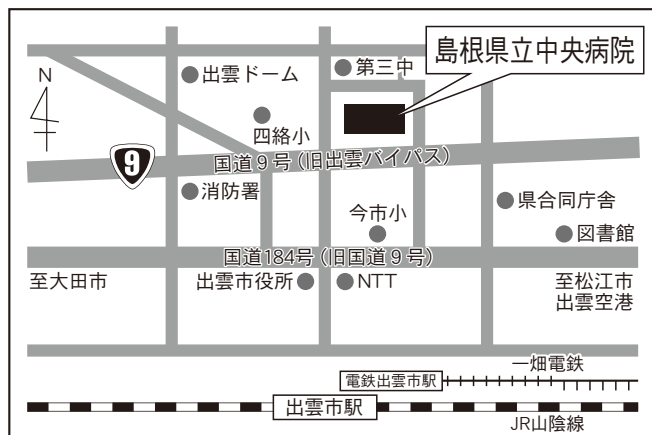 島根県立中央病院
第三中
N
出雲ドーム
四絡小
国道9号(旧出雲バイパス)
9
消防署
今市小
県合同庁舎
図書館
国道184号(旧国道9号)
至大田市
出雲市役所
NTT
至松江市
出雲空港
一畑電鉄
電鉄出雲市駅
出雲市駅
JR山陰線